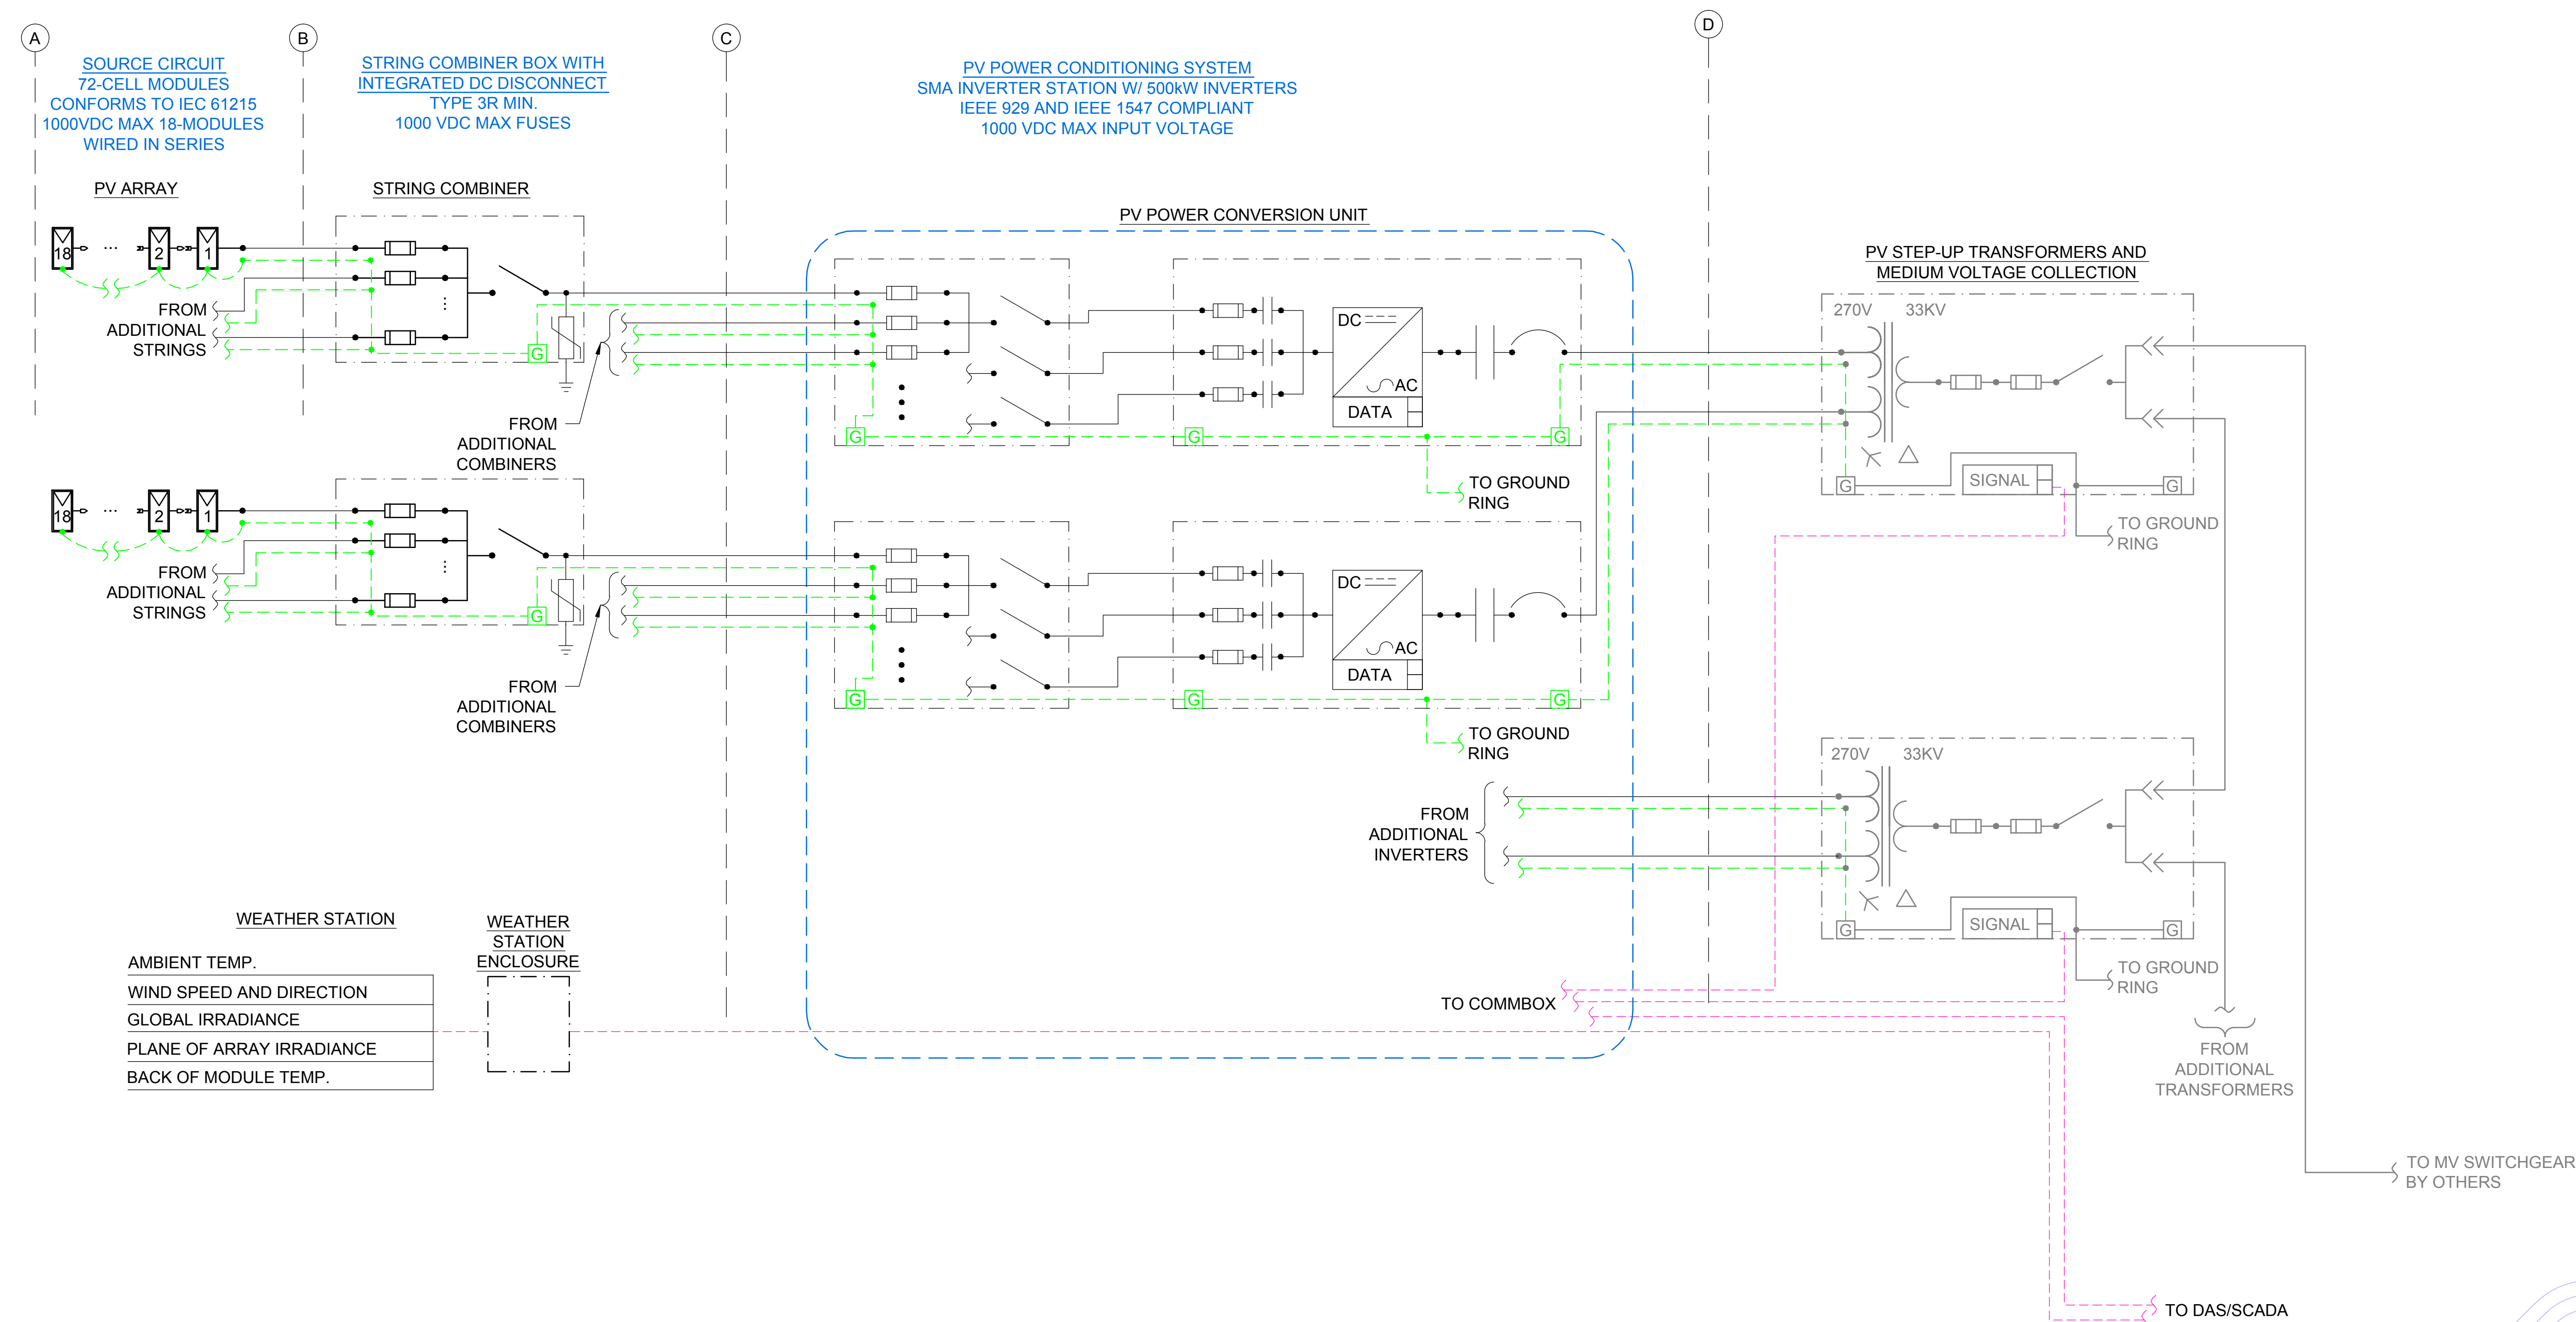 A
B
C
D
SOURCE CIRCUIT
72-CELL MODULES
CONFORMS TO IEC 61215
1000VDC MAX 18-MODULES
WIRED IN SERIES
STRING COMBINER BOX WITH
INTEGRATED DC DISCONNECT
TYPE 3R MIN.
1000 VDC MAX FUSES
PV POWER CONDITIONING SYSTEM
SMA INVERTER STATION W/ 500kW INVERTERS
IEEE 929 AND IEEE 1547 COMPLIANT
1000 VDC MAX INPUT VOLTAGE
PV ARRAY
STRING COMBINER
PV POWER CONVERSION UNIT
PV STEP-UP TRANSFORMERS AND
MEDIUM VOLTAGE COLLECTION
18 ... 2 1
FROM
ADDITIONAL
STRINGS
G
FROM
ADDITIONAL
COMBINERS
DC
AC
DATA
G
G
G
TO GROUND
RING
270V 33KV
SIGNAL
G
G
TO GROUND
RING
18 ... 2 1
FROM
ADDITIONAL
STRINGS
G
FROM
ADDITIONAL
COMBINERS
DC
AC
DATA
G
G
G
TO GROUND
RING
FROM
ADDITIONAL
INVERTERS
270V 33KV
SIGNAL
G
G
TO GROUND
RING
WEATHER STATION
AMBIENT TEMP.
WIND SPEED AND DIRECTION
GLOBAL IRRADIANCE
PLANE OF ARRAY IRRADIANCE
BACK OF MODULE TEMP.
WEATHER
STATION
ENCLOSURE
TO COMMBOX
FROM
ADDITIONAL
TRANSFORMERS
TO MV SWITCHGEAR
BY OTHERS
TO DAS/SCADA